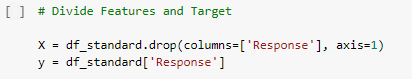 [ ] # Divide Features and Target
X = df_standard.drop(columns=['Response'], axis=1)
y = df_standard['Response']